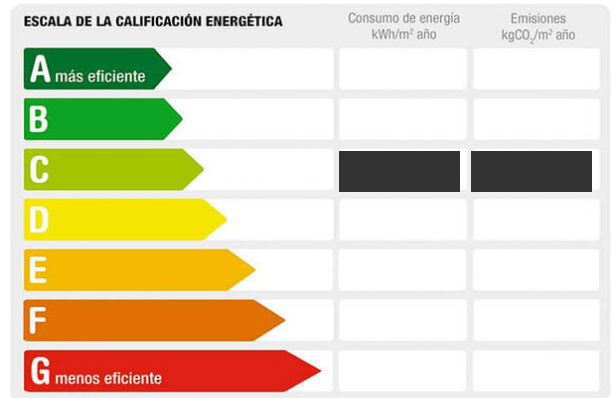 ESCALA DE LA CALIFICACIÓN ENERGÉTICA
Consumo de energía
kWh/m² año
Emisiones
kgCO₂/m² año
A más eficiente
B
C
D
E
F
G menos eficiente